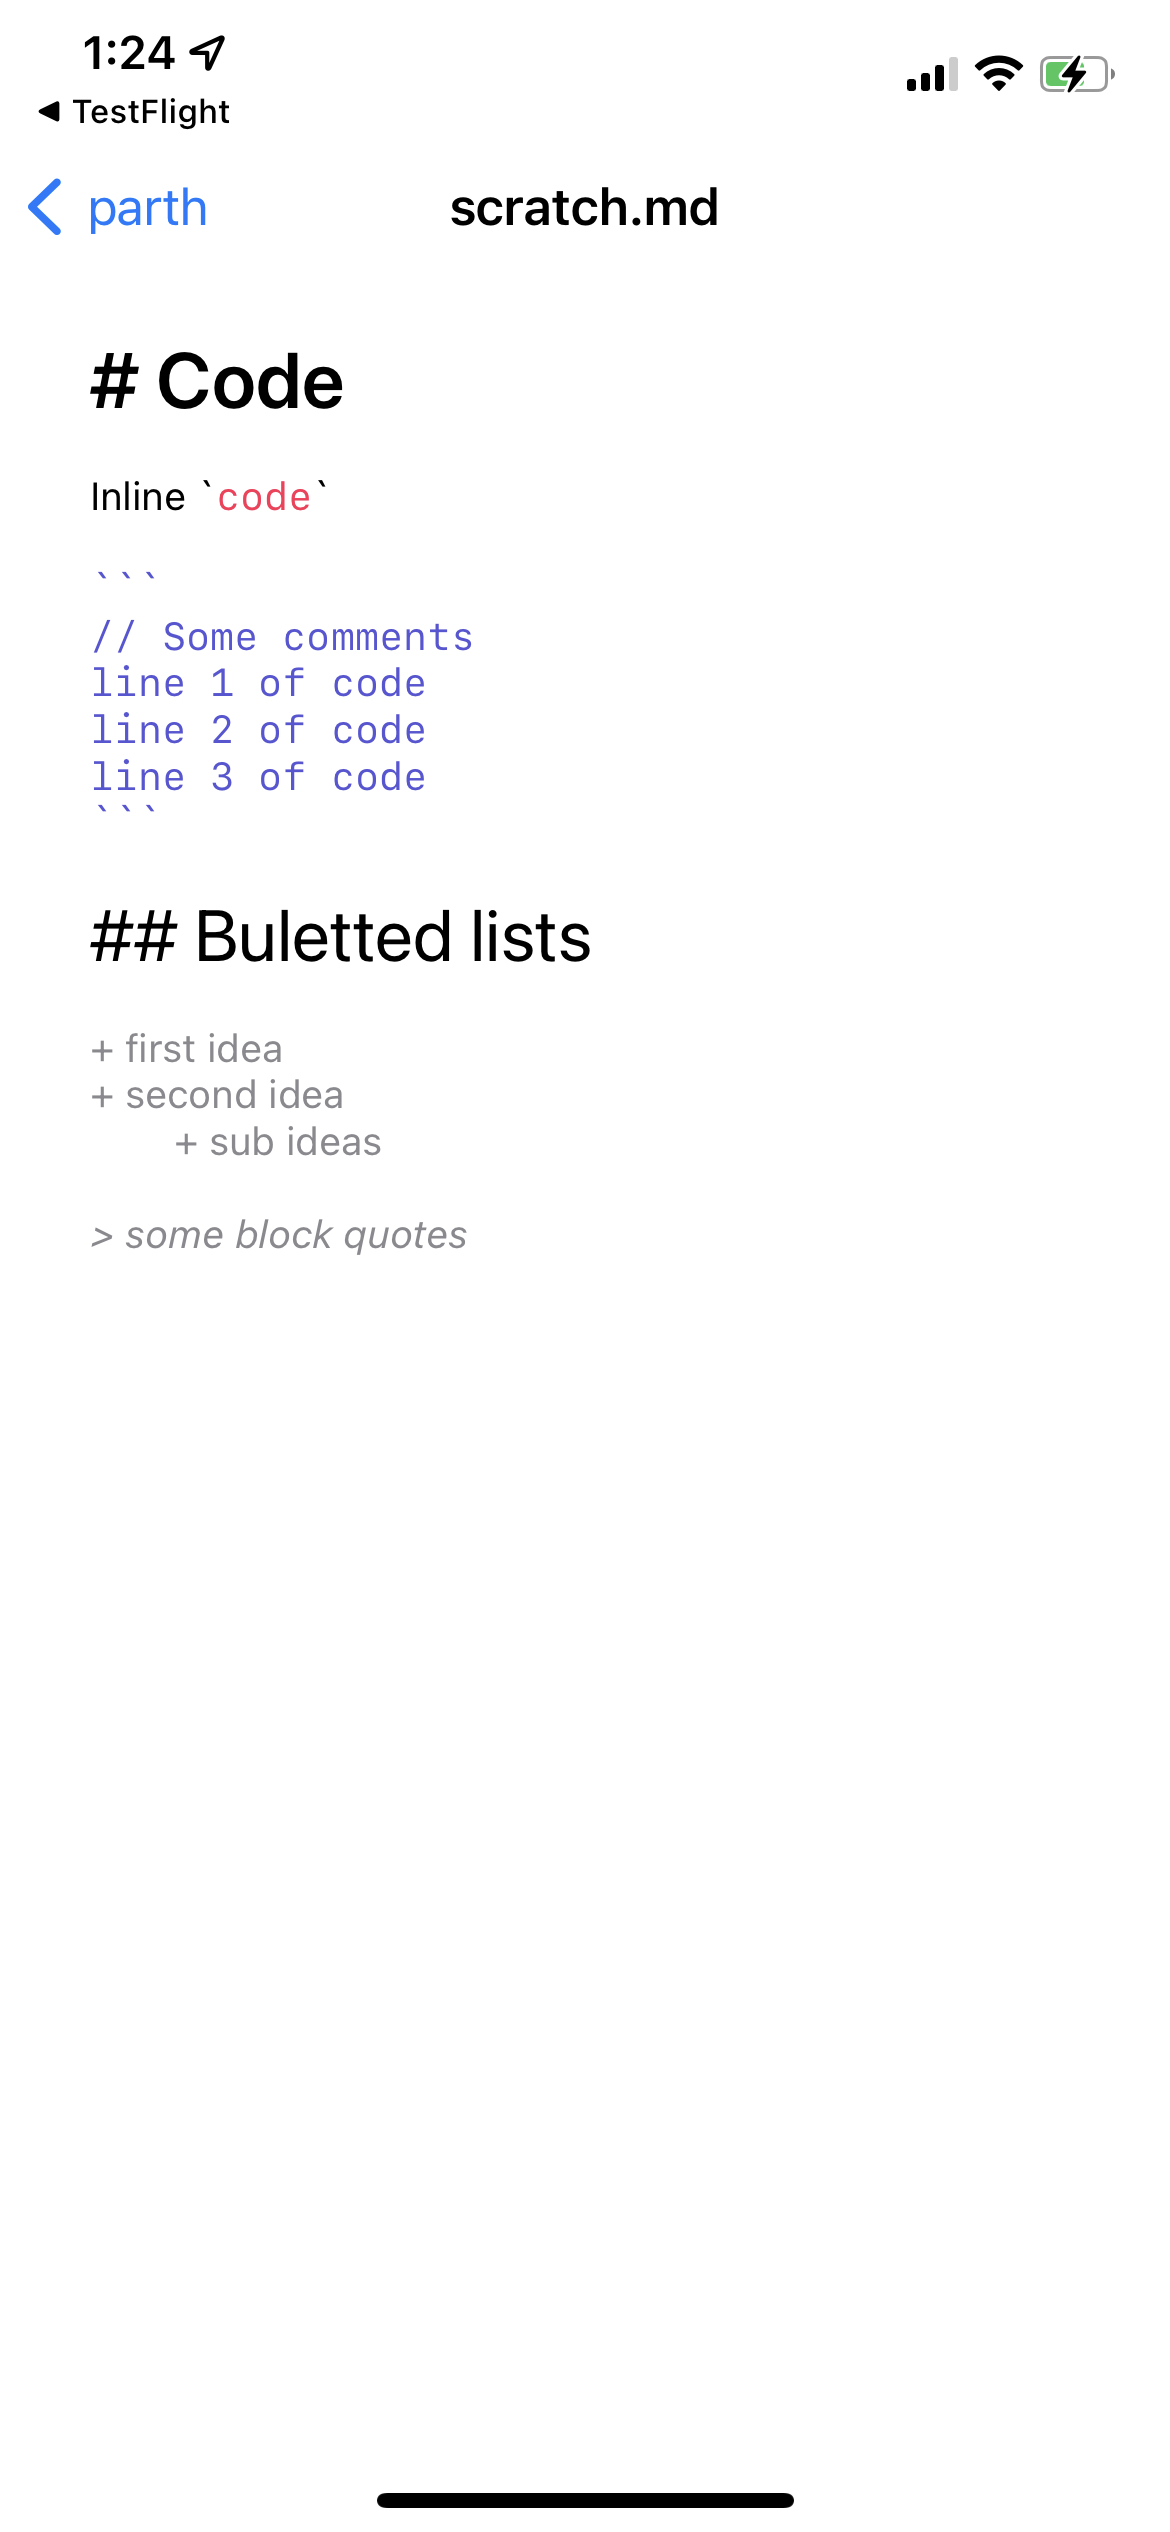 1:24
◀ TestFlight
parth
scratch.md
# Code
Inline `code`
```
// Some comments
line 1 of code
line 2 of code
line 3 of code
```
## Buletted lists
+ first idea
+ second idea
+ sub ideas
> some block quotes